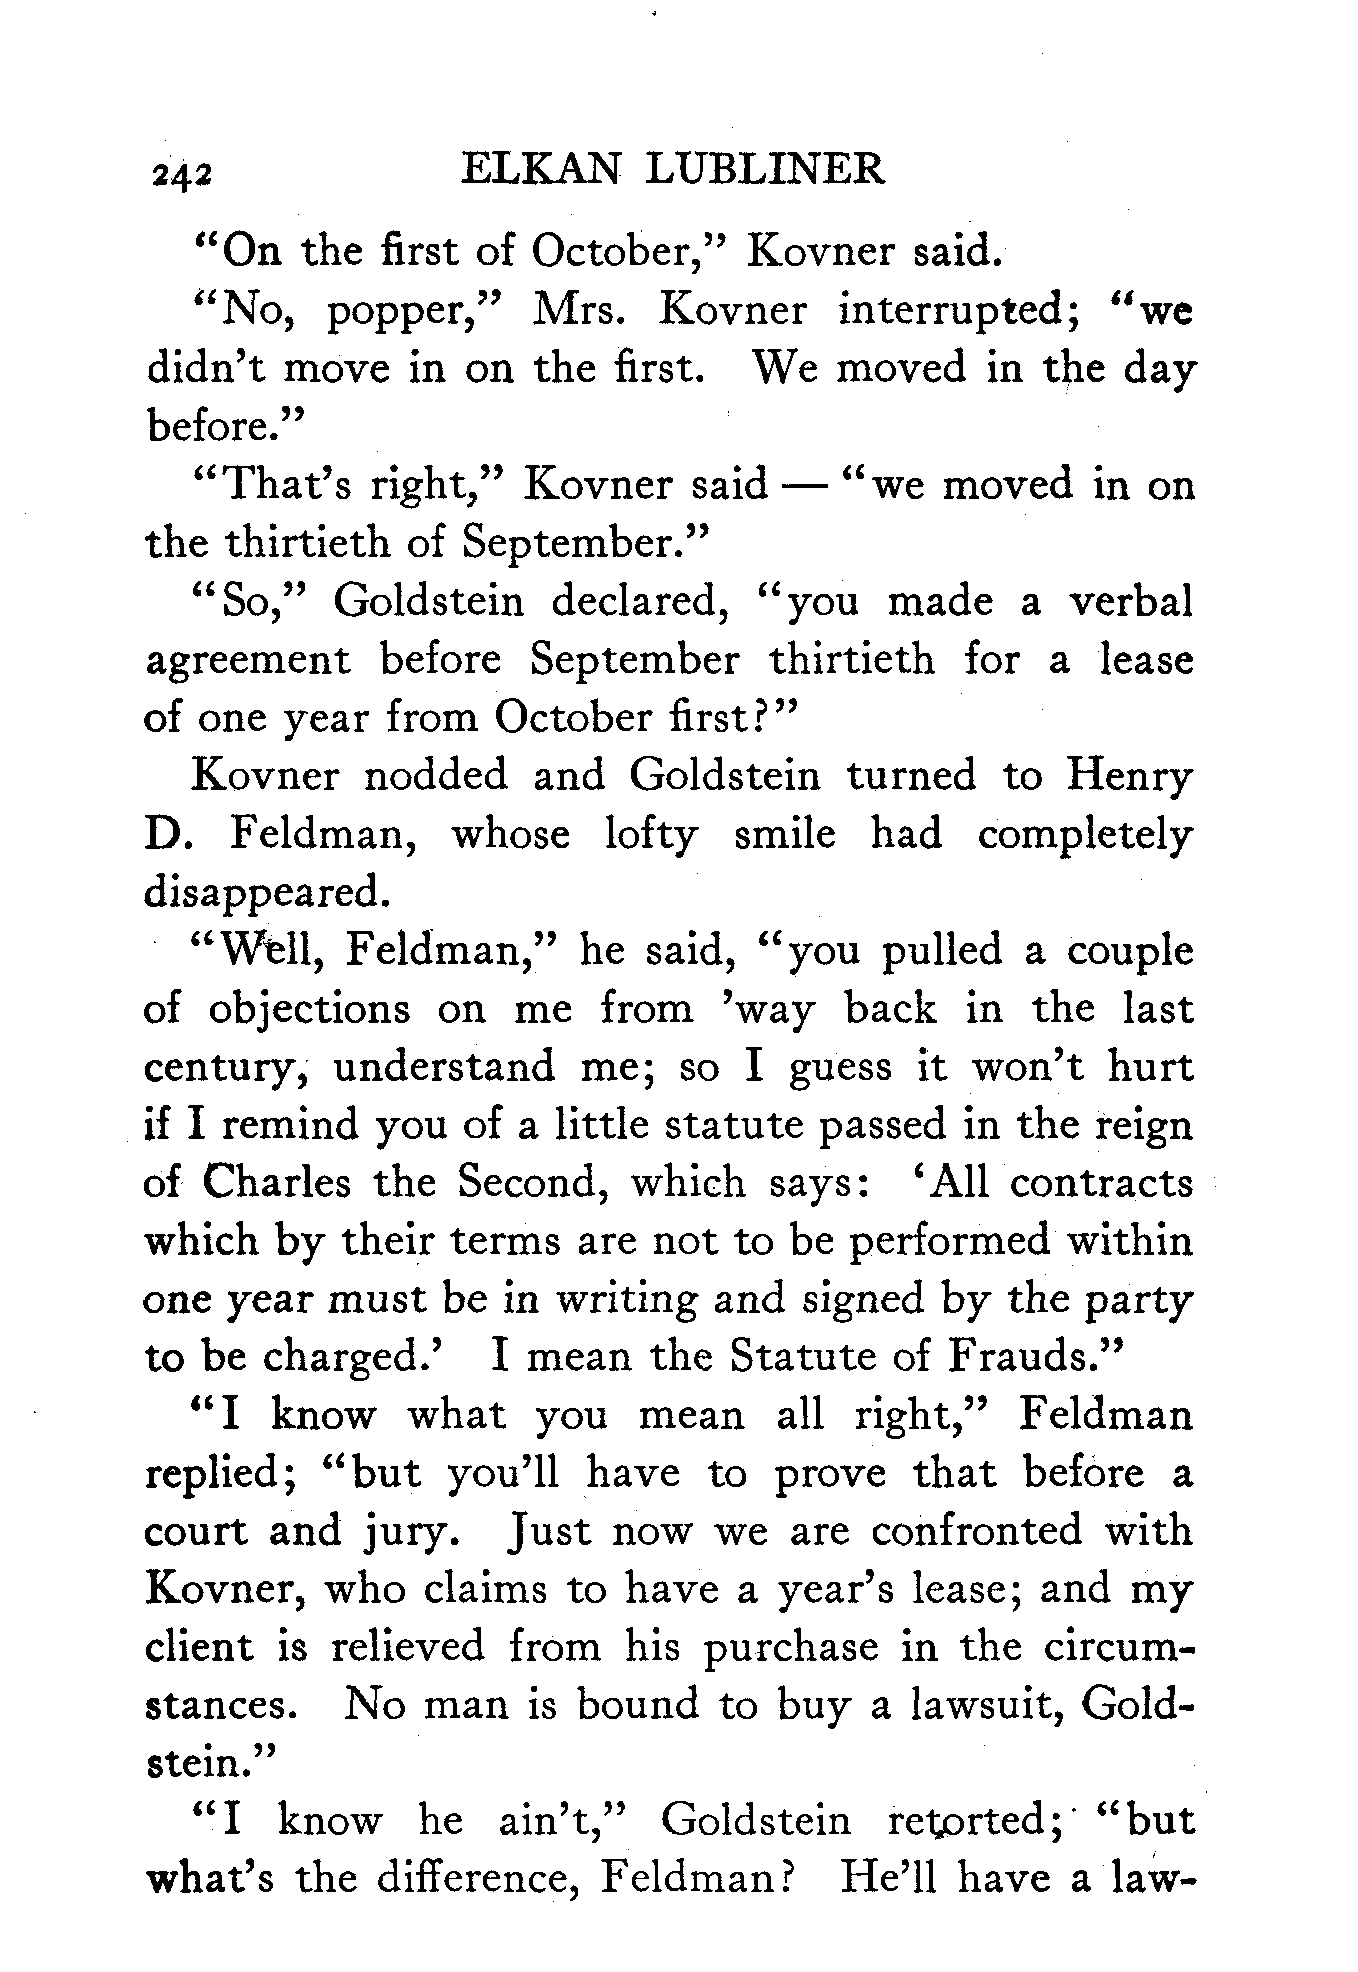 242 ELKAN LUBLINER
"On the first of October," Kovner said.
"No, popper," Mrs. Kovner interrupted; "we
didn't move in on the first. We moved in the day
before."
"That's right," Kovner said — "we moved in on
the thirtieth of September."
"So," Goldstein declared, "you made a verbal
agreement before September thirtieth for a lease
of one year from October first?"
Kovner nodded and Goldstein turned to Henry
D. Feldman, whose lofty smile had completely
disappeared.
"Well, Feldman," he said, "you pulled a couple
of objections on me from 'way back in the last
century, understand me; so I guess it won't hurt
if I remind you of a little statute passed in the reign
of Charles the Second, which says: 'All contracts
which by their terms are not to be performed within
one year must be in writing and signed by the party
to be charged.' I mean the Statute of Frauds."
"I know what you mean all right," Feldman
replied; "but you'll have to prove that before a
court and jury. Just now we are confronted with
Kovner, who claims to have a year's lease; and my
client is relieved from his purchase in the circum-
stances. No man is bound to buy a lawsuit, Gold-
stein."
"I know he ain't," Goldstein retorted; "but
what's the difference, Feldman? He'll have a law-